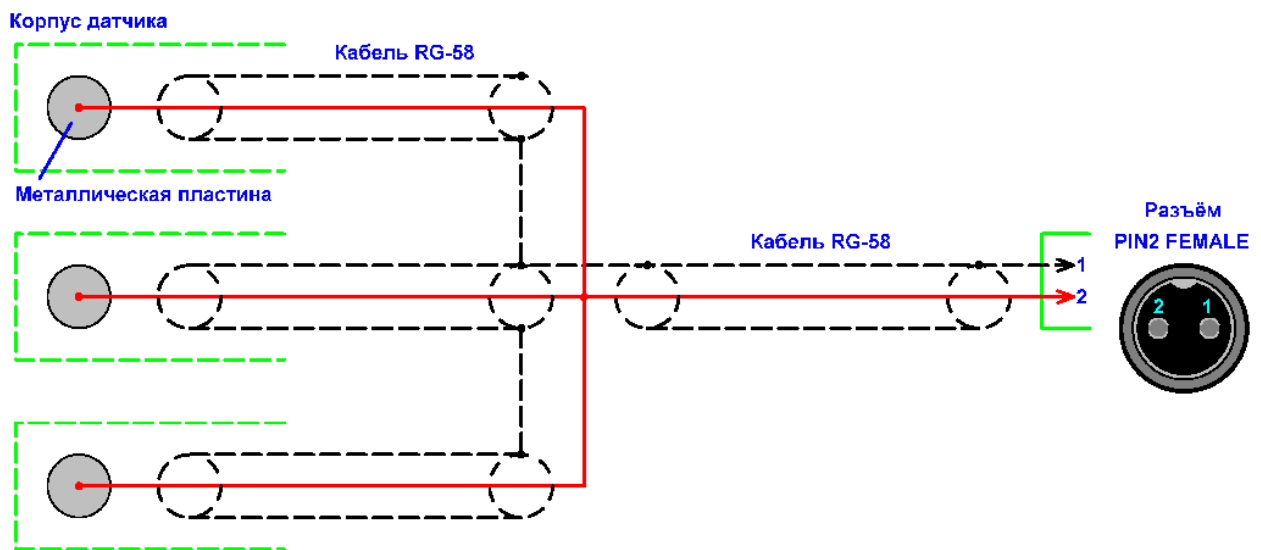 Корпус датчика
Кабель RG-58
Металлическая пластина
Кабель RG-58
Разъём
PIN2 FEMALE
1
2
2 1